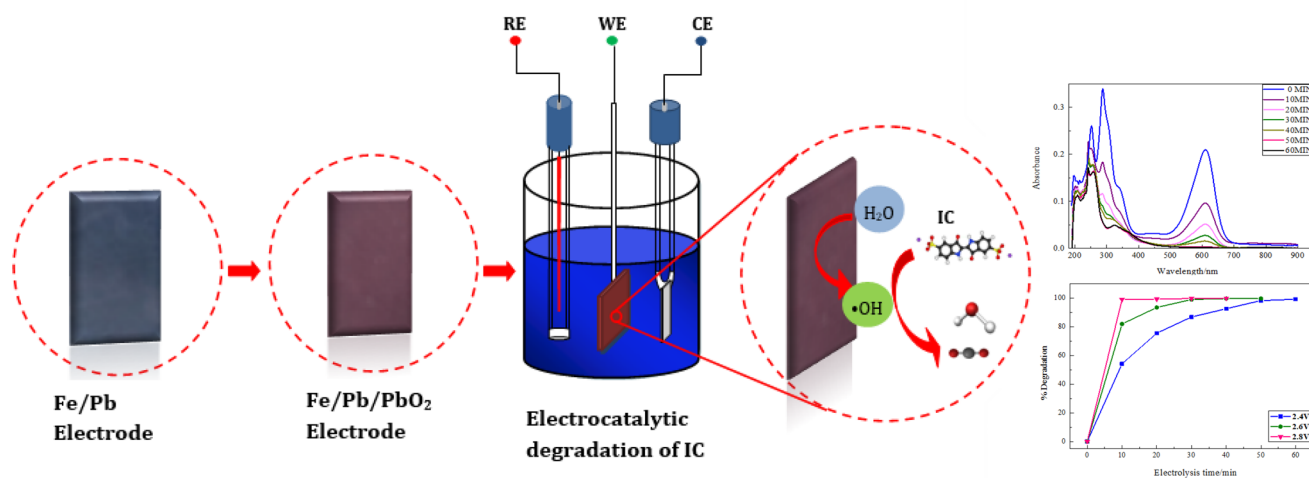 RE
WE
CE
Fe/Pb
Electrode
Fe/Pb/PbO₂
Electrode
Electrocatalytic
degradation of IC
H₂O
IC
•OH
0 MIN
10MIN
20MIN
30MIN
40MIN
50MIN
60MIN
Absorbance
0.3
0.2
0.1
0.0
200 300 400 500 600 700 800 900
Wavelength/nm
%Degradation
100
80
60
40
20
0
2.4V
2.6V
2.8V
0 10 20 30 40 50 60
Electrolysis time/min